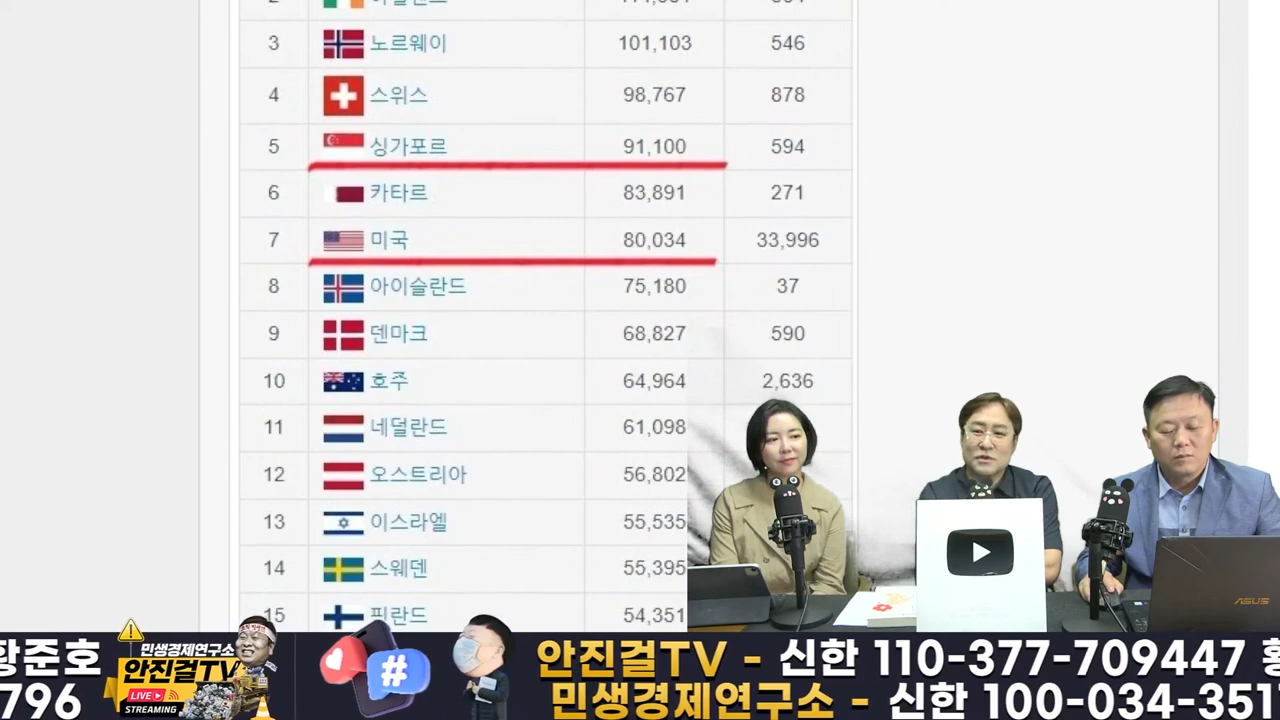 3 노르웨이 101,103 546
4 스위스 98,767 878
5 싱가포르 91,100 594
6 카타르 83,891 271
7 미국 80,034 33,996
8 아이슬란드 75,180 37
9 덴마크 68,827 590
10 호주 64,964 2,636
11 네덜란드 61,098
12 오스트리아 56,802
13 이스라엘 55,535
14 스웨덴 55,395
15 핀란드 54,351
ASUS
황준호
796
민생경제연구소
안진걸TV
LIVE
STREAMING
#
안진걸TV - 신한 110-377-709447 황
민생경제연구소 - 신한 100-034-351